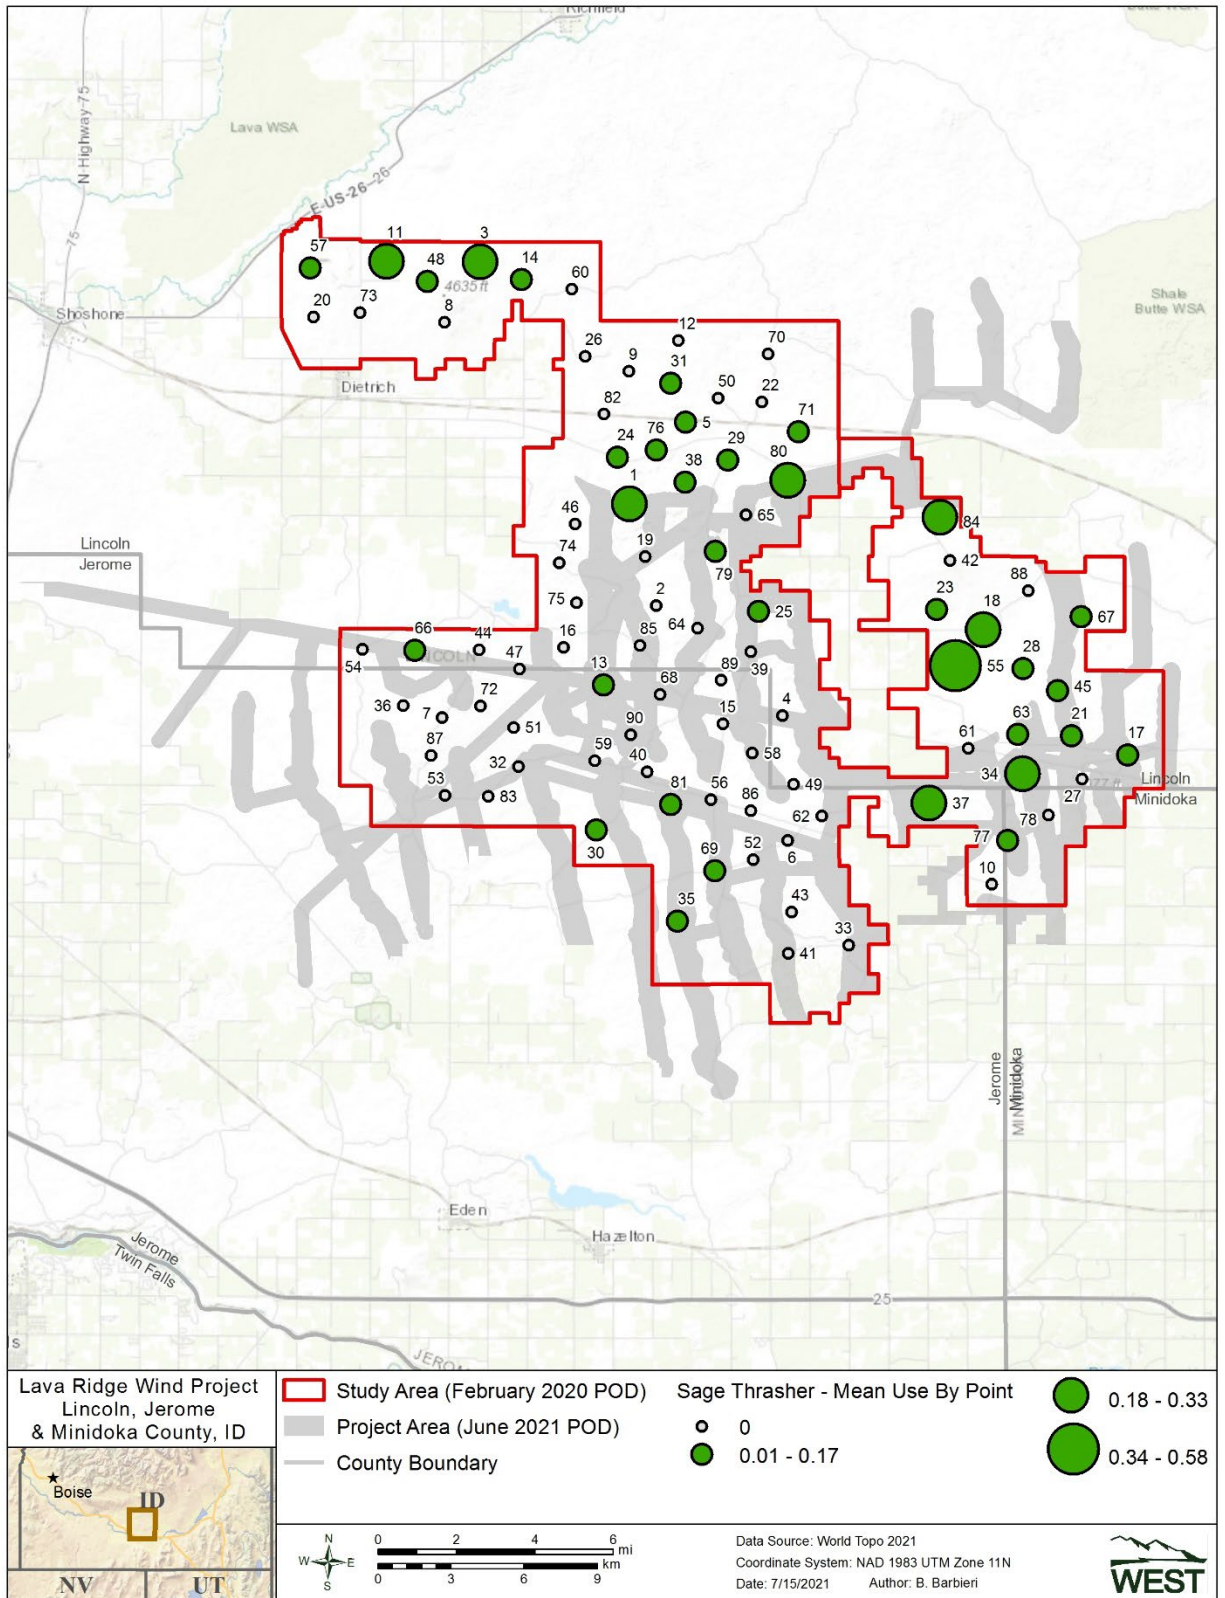 Richfield
Butte WSA
N Highway 75
Lava WSA
E-US-26
26
75
57
11
3
48
14
4635 ft
60
20
73
8
Shoshone
Shale
Butte WSA
12
26
9
70
31
Dietrich
50
22
82
5
71
24
76
29
80
38
1
46
65
84
Lincoln
Jerome
74
19
79
42
88
75
2
23
18
67
25
64
66
44
16
85
28
55
54
LINCOLN
47
13
89
39
68
45
36
72
7
15
4
63
21
51
90
17
61
87
59
58
32
40
34
Lincoln
Minidoka
53
83
81
56
49
27
86
37
78
62
30
77
52
6
69
10
35
43
33
41
Jerome
Minidoka
Eden
Hazelton
Jerome
Twin Falls
25
JEROM
ls
Lava Ridge Wind Project
Lincoln, Jerome
& Minidoka County, ID
Boise
ID
NV
UT
Study Area (February 2020 POD)
Project Area (June 2021 POD)
County Boundary
Sage Thrasher - Mean Use By Point
0
0.01 - 0.17
0.18 - 0.33
0.34 - 0.58
N
W E
S
0 2 4 6
mi
km
0 3 6 9
Data Source: World Topo 2021
Coordinate System: NAD 1983 UTM Zone 11N
Date: 7/15/2021 Author: B. Barbieri
WEST